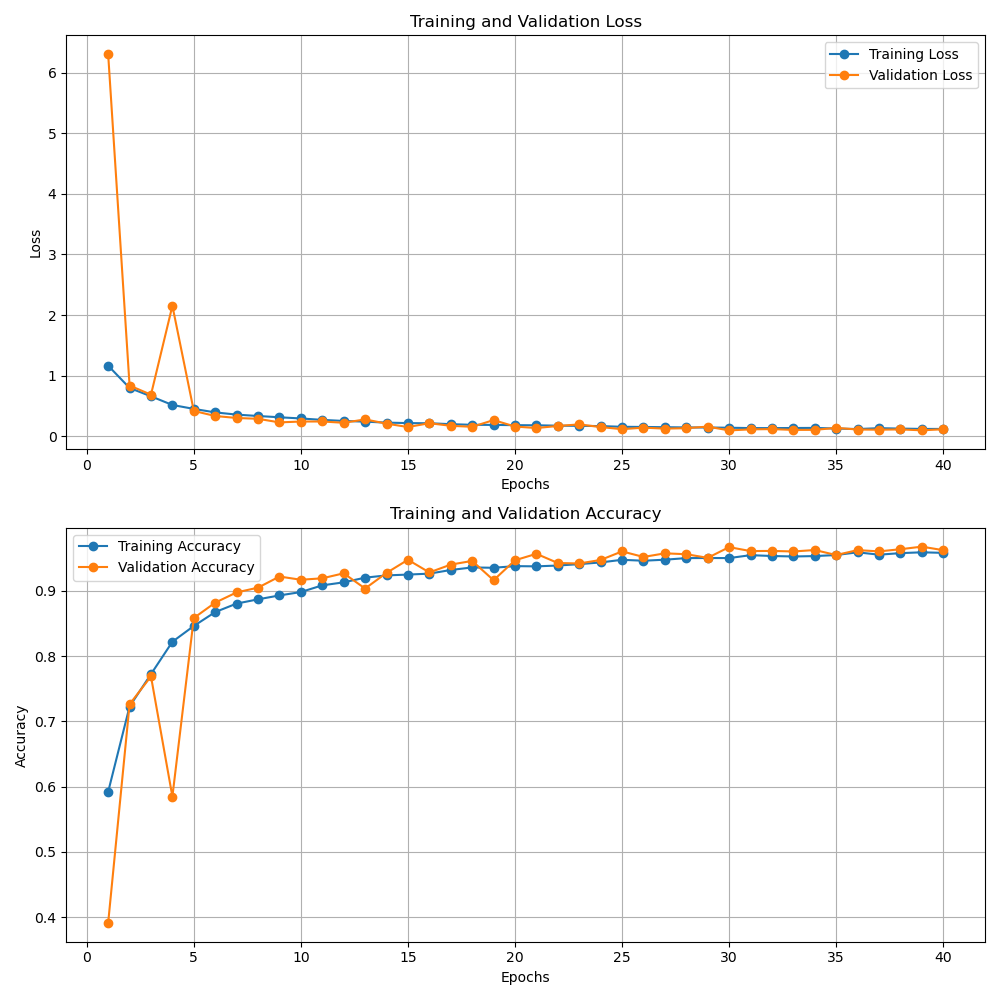 Training and Validation Loss
Training Loss
Validation Loss
6
5
4
3
2
1
0
Loss
0 5 10 15 20 25 30 35 40
Epochs
Training and Validation Accuracy
Training Accuracy
Validation Accuracy
0.9
0.8
0.7
0.6
0.5
0.4
Accuracy
0 5 10 15 20 25 30 35 40
Epochs